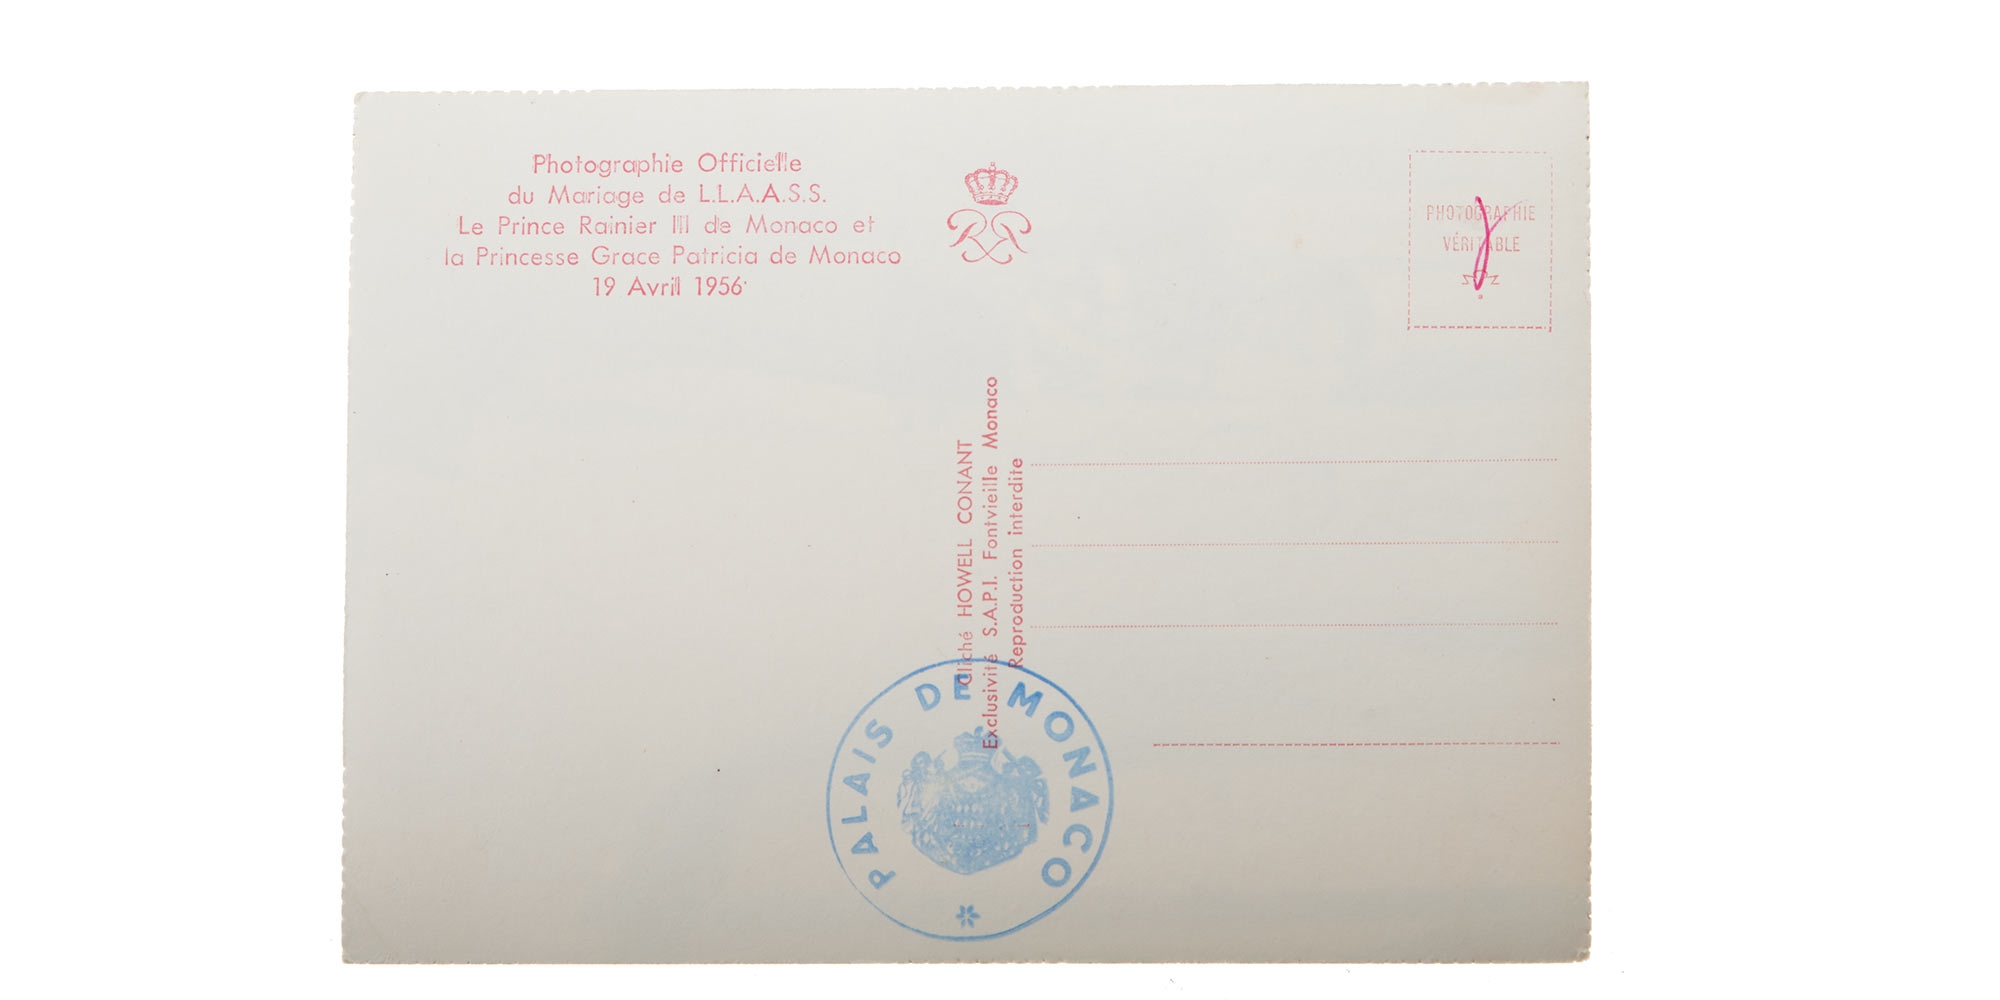 Photographie Officielle
du Mariage de L.L.A.A.S.S.
Le Prince Rainier III de Monaco et
la Princesse Grace Patricia de Monaco
19 Avril 1956
PHOTOGRAPHIE
VÉRITABLE
Cliché HOWELL CONANT
Exclusivité S.A.P.I. Fontvieille Monaco
Reproduction interdite
PALAIS DE MONACO